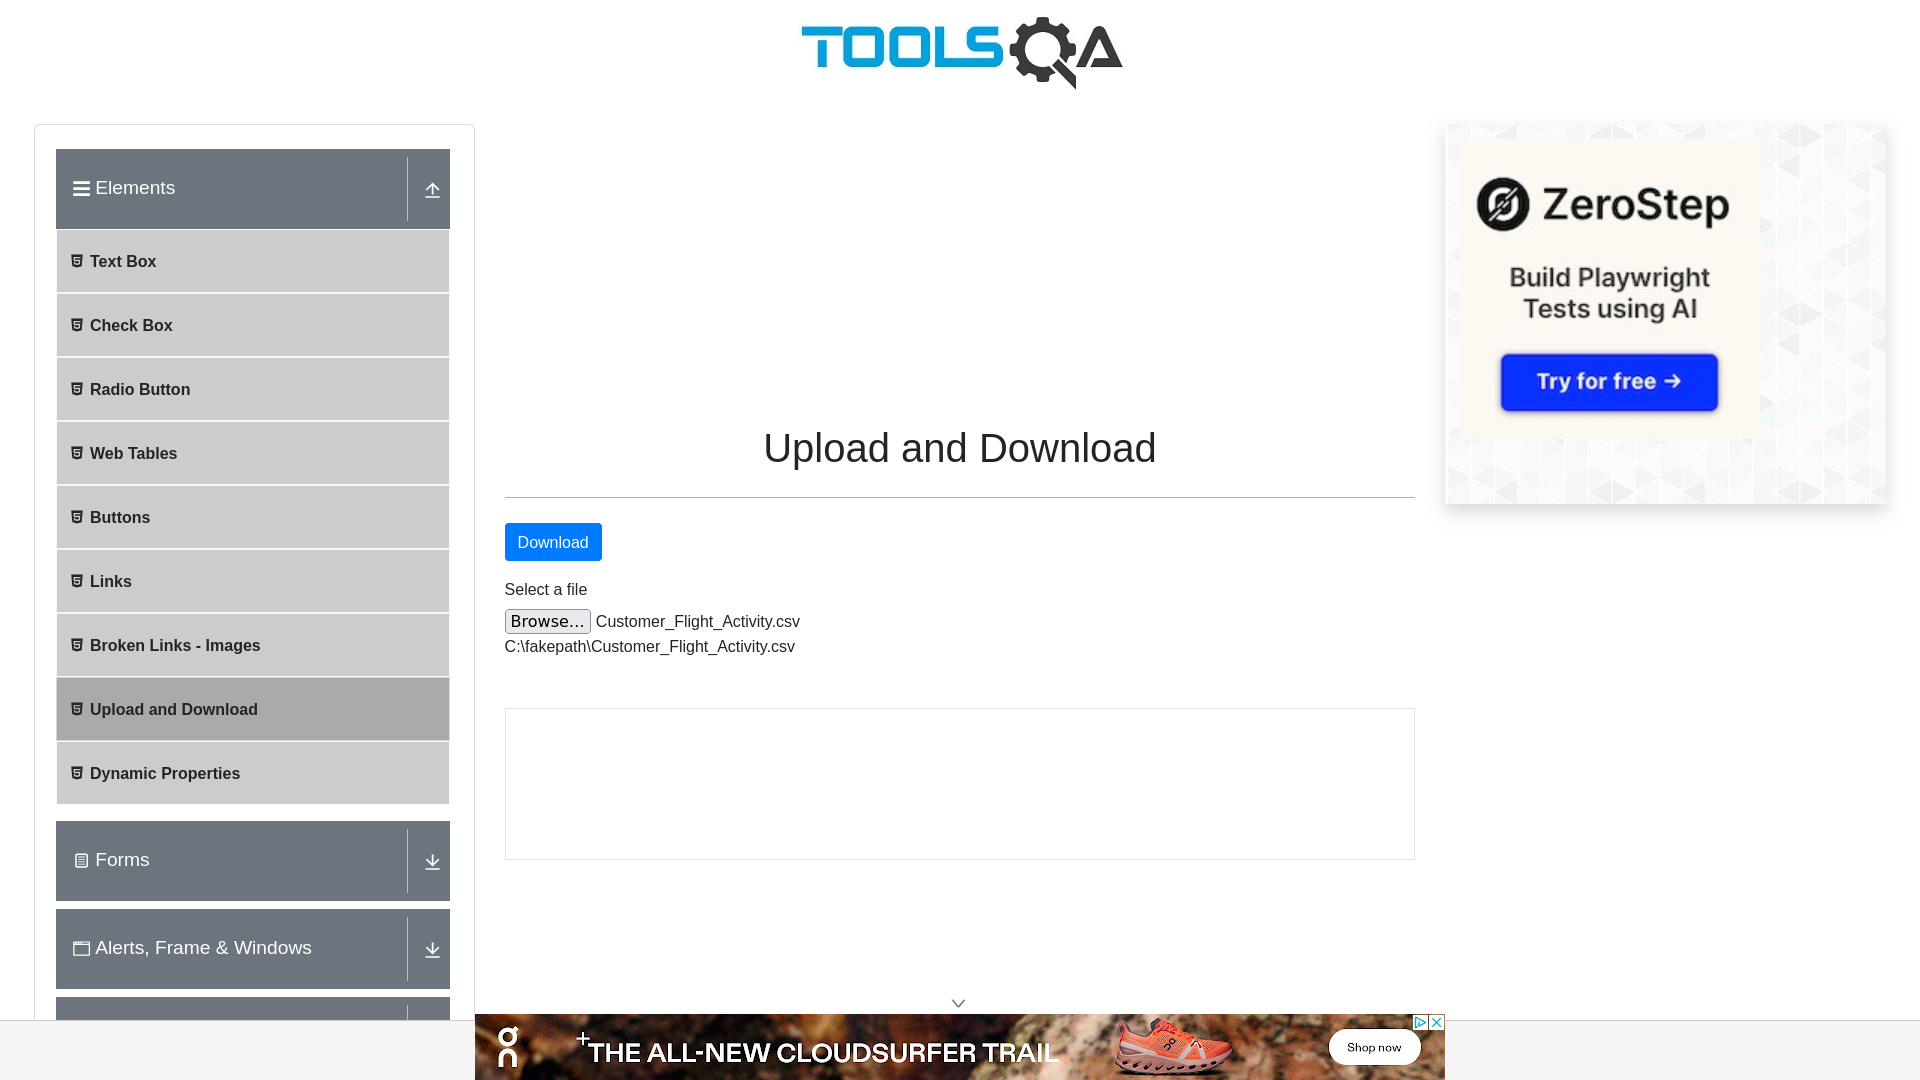 TOOLSQA
Elements
Text Box
Check Box
Radio Button
Web Tables
Buttons
Links
Broken Links - Images
Upload and Download
Dynamic Properties
Forms
Alerts, Frame & Windows
Upload and Download
Download
Select a file
Browse... Customer_Flight_Activity.csv
C:\fakepath\Customer_Flight_Activity.csv
ZeroStep
Build Playwright
Tests using AI
Try for free →
on
THE ALL-NEW CLOUDSURFER TRAIL
Shop now